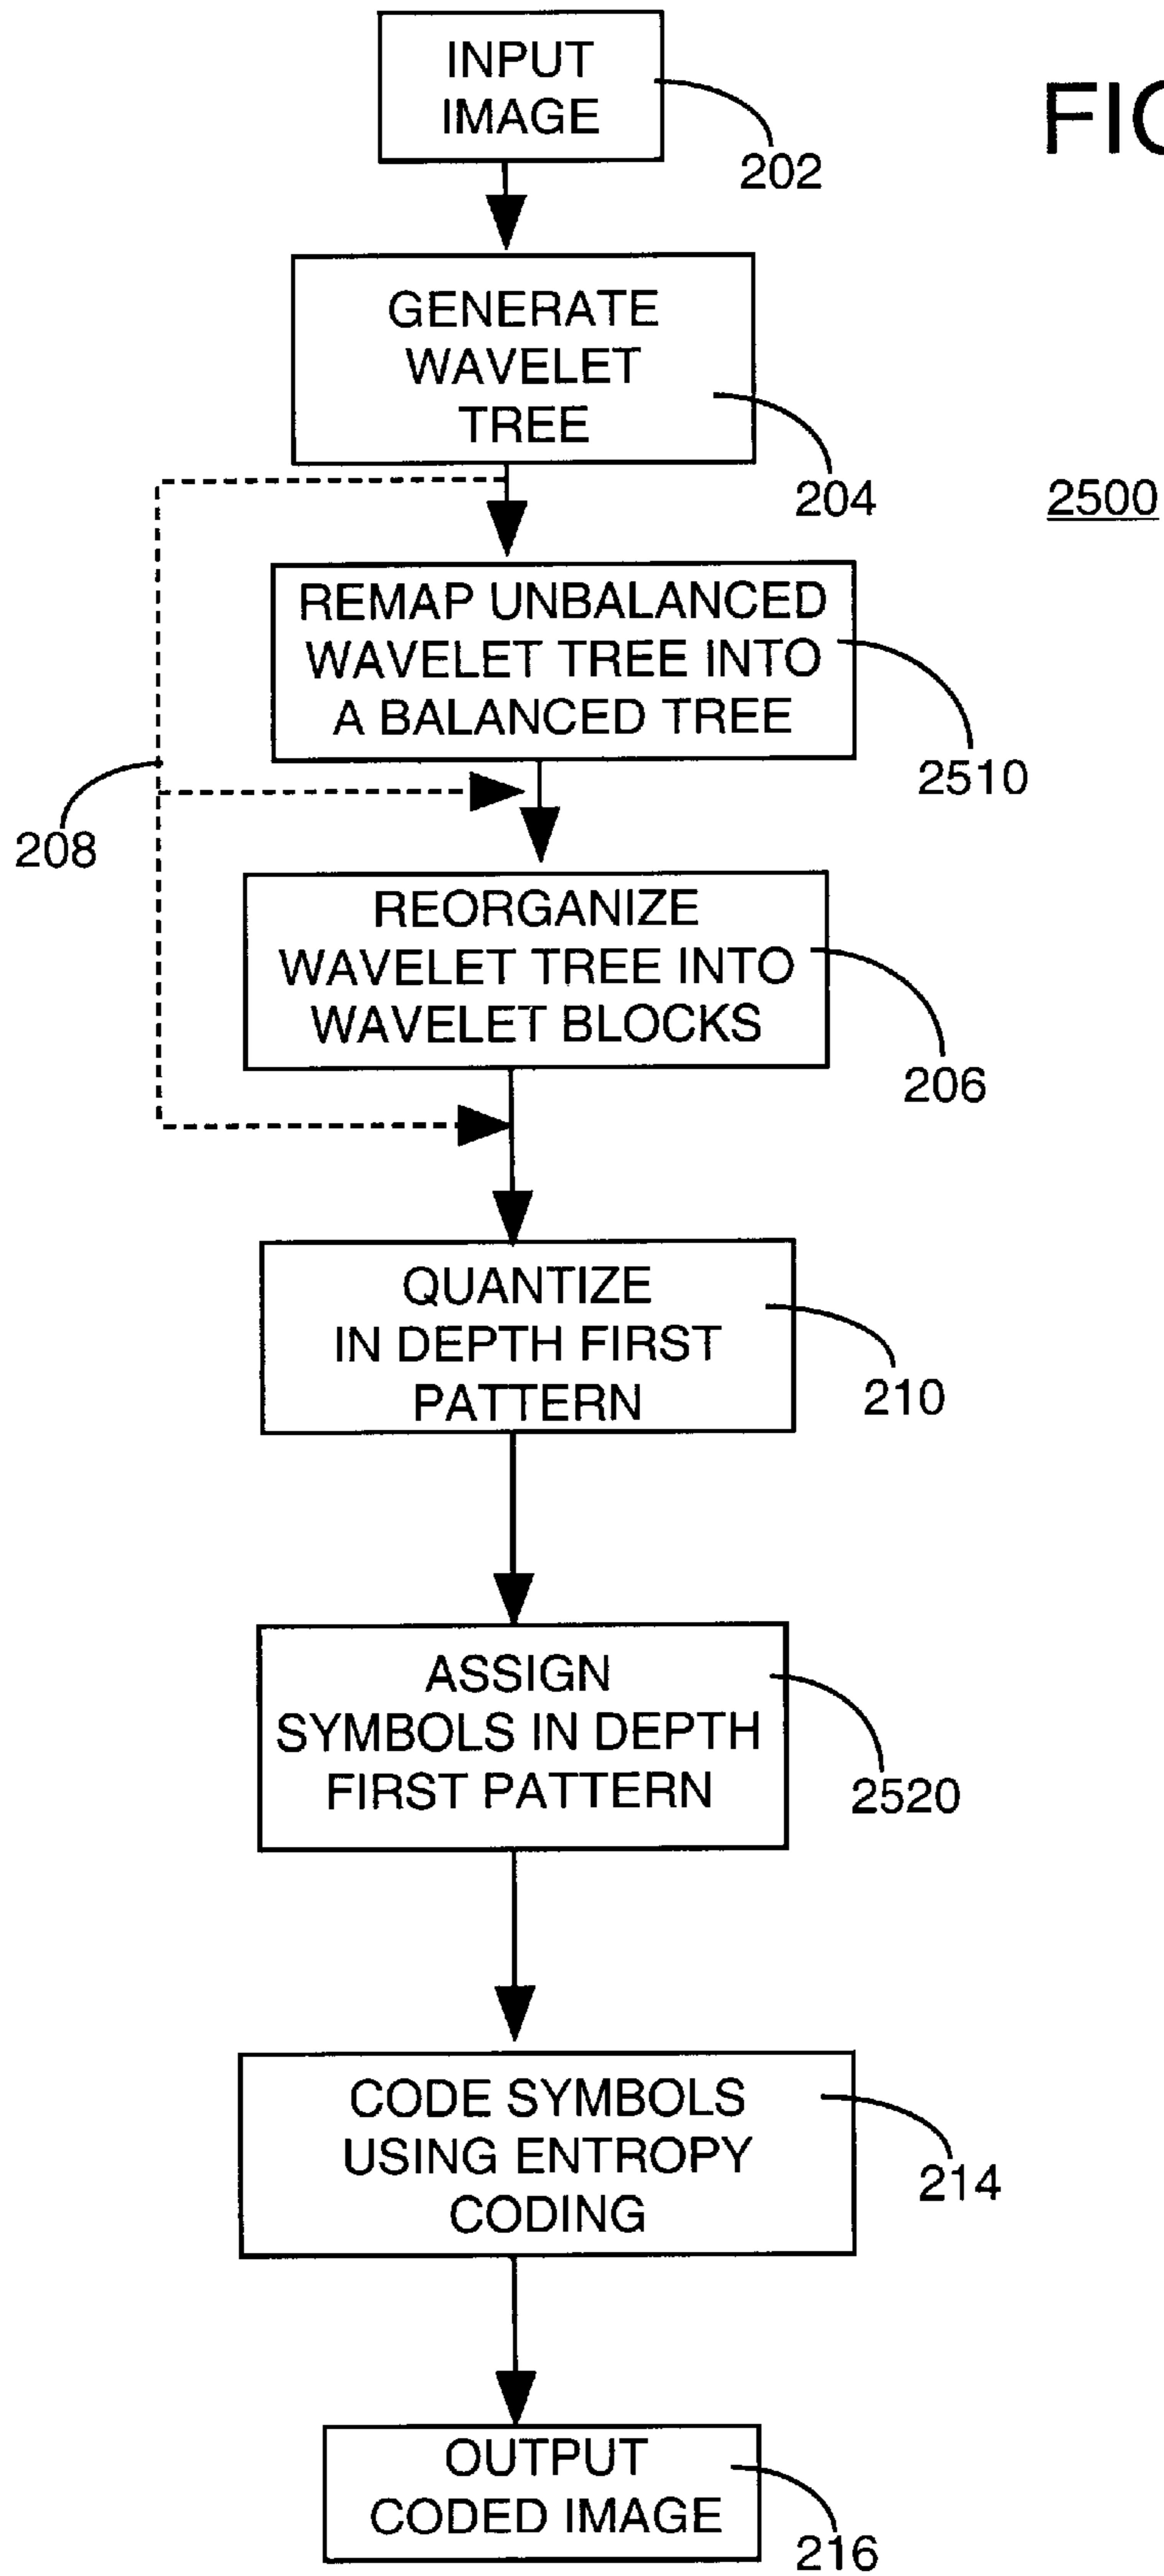 INPUT
IMAGE
202
GENERATE
WAVELET
TREE
204
2500
REMAP UNBALANCED
WAVELET TREE INTO
A BALANCED TREE
2510
208
REORGANIZE
WAVELET TREE INTO
WAVELET BLOCKS
206
QUANTIZE
IN DEPTH FIRST
PATTERN
210
ASSIGN
SYMBOLS IN DEPTH
FIRST PATTERN
2520
CODE SYMBOLS
USING ENTROPY
CODING
214
OUTPUT
CODED IMAGE
216